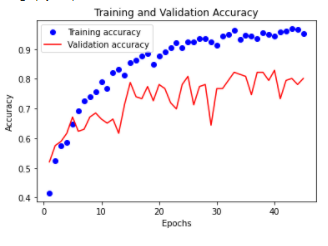 Training and Validation Accuracy
Training accuracy
Validation accuracy
0.9
0.8
0.7
0.6
0.5
0.4
Accuracy
0
10
20
30
40
Epochs